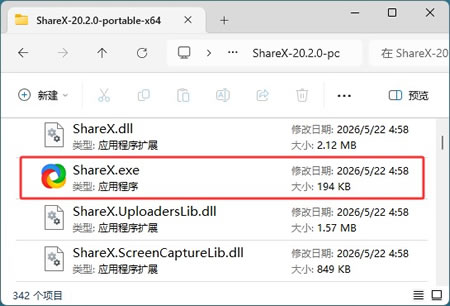 ShareX-20.2.0-portable-x64
ShareX-20.2.0-pc
在 ShareX-20
新建
预览
ShareX.dll
类型: 应用程序扩展
修改日期: 2026/5/22 4:58
大小: 2.12 MB
ShareX.exe
类型: 应用程序
修改日期: 2026/5/22 4:58
大小: 194 KB
ShareX.UploadersLib.dll
类型: 应用程序扩展
修改日期: 2026/5/22 4:58
大小: 1.57 MB
ShareX.ScreenCaptureLib.dll
类型: 应用程序扩展
修改日期: 2026/5/22 4:58
大小: 849 KB
342 个项目